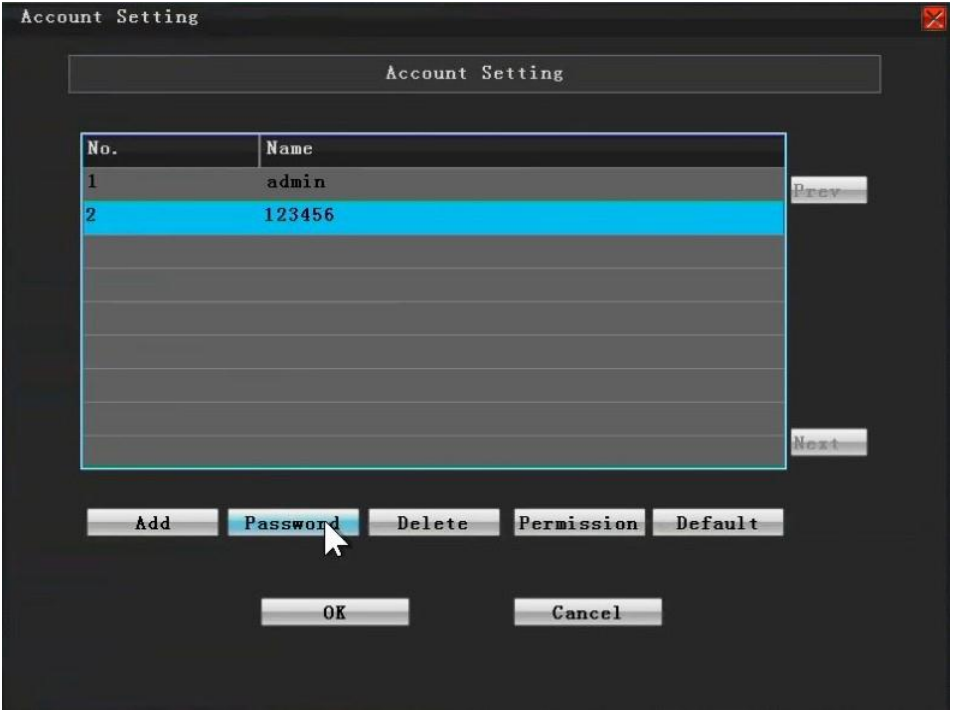 Account Setting
Account Setting
No. Name
1 admin
Prev
2 123456
Next
Add Password Delete Permission Default
OK Cancel